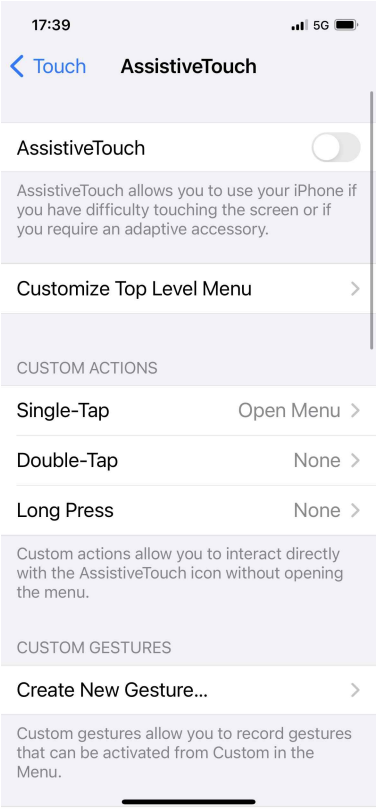 17:39
5G
Touch
AssistiveTouch
AssistiveTouch
AssistiveTouch allows you to use your iPhone if
you have difficulty touching the screen or if
you require an adaptive accessory.
Customize Top Level Menu
CUSTOM ACTIONS
Single-Tap Open Menu
Double-Tap None
Long Press None
Custom actions allow you to interact directly
with the AssistiveTouch icon without opening
the menu.
CUSTOM GESTURES
Create New Gesture...
Custom gestures allow you to record gestures
that can be activated from Custom in the
Menu.